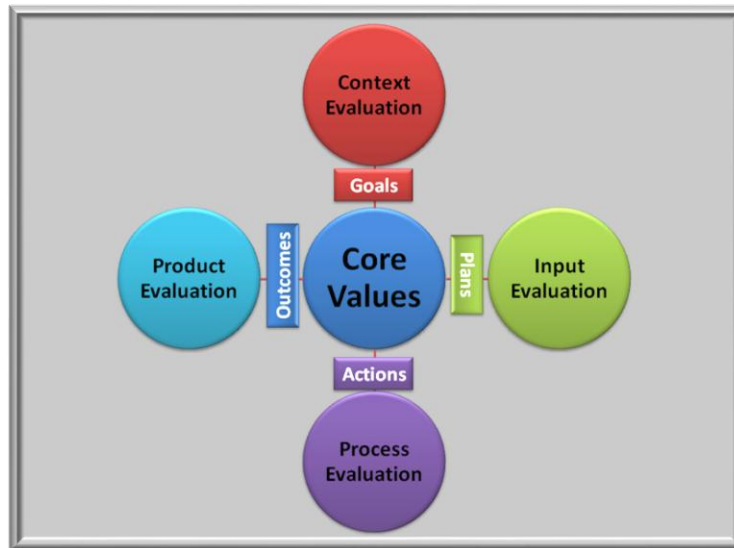 Context
Evaluation
Goals
Product
Evaluation
Outcomes
Core
Values
Plans
Input
Evaluation
Actions
Process
Evaluation